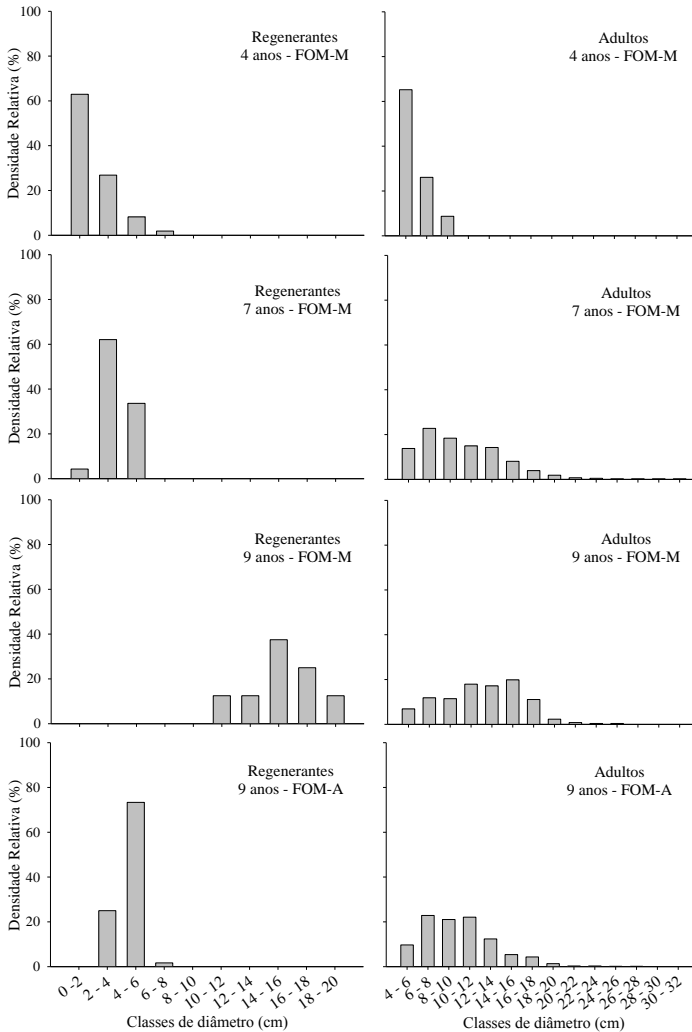 100
80
60
40
20
0
Densidade Relativa (%)
Regenerantes
4 anos - FOM-M
Adultos
4 anos - FOM-M
100
80
60
40
20
0
Densidade Relativa (%)
Regenerantes
7 anos - FOM-M
Adultos
7 anos - FOM-M
100
80
60
40
20
0
Densidade Relativa (%)
Regenerantes
9 anos - FOM-M
Adultos
9 anos - FOM-M
100
80
60
40
20
0
Densidade Relativa (%)
Regenerantes
9 anos - FOM-A
Adultos
9 anos - FOM-A
0 - 2
2 - 4
4 - 6
6 - 8
8 - 10
10 - 12
12 - 14
14 - 16
16 - 18
18 - 20
Classes de diâmetro (cm)
4 - 6
6 - 8
8 - 10
10 - 12
12 - 14
14 - 16
16 - 18
18 - 20
20 - 22
22 - 24
24 - 26
26 - 28
28 - 30
30 - 32
Classes de diâmetro (cm)